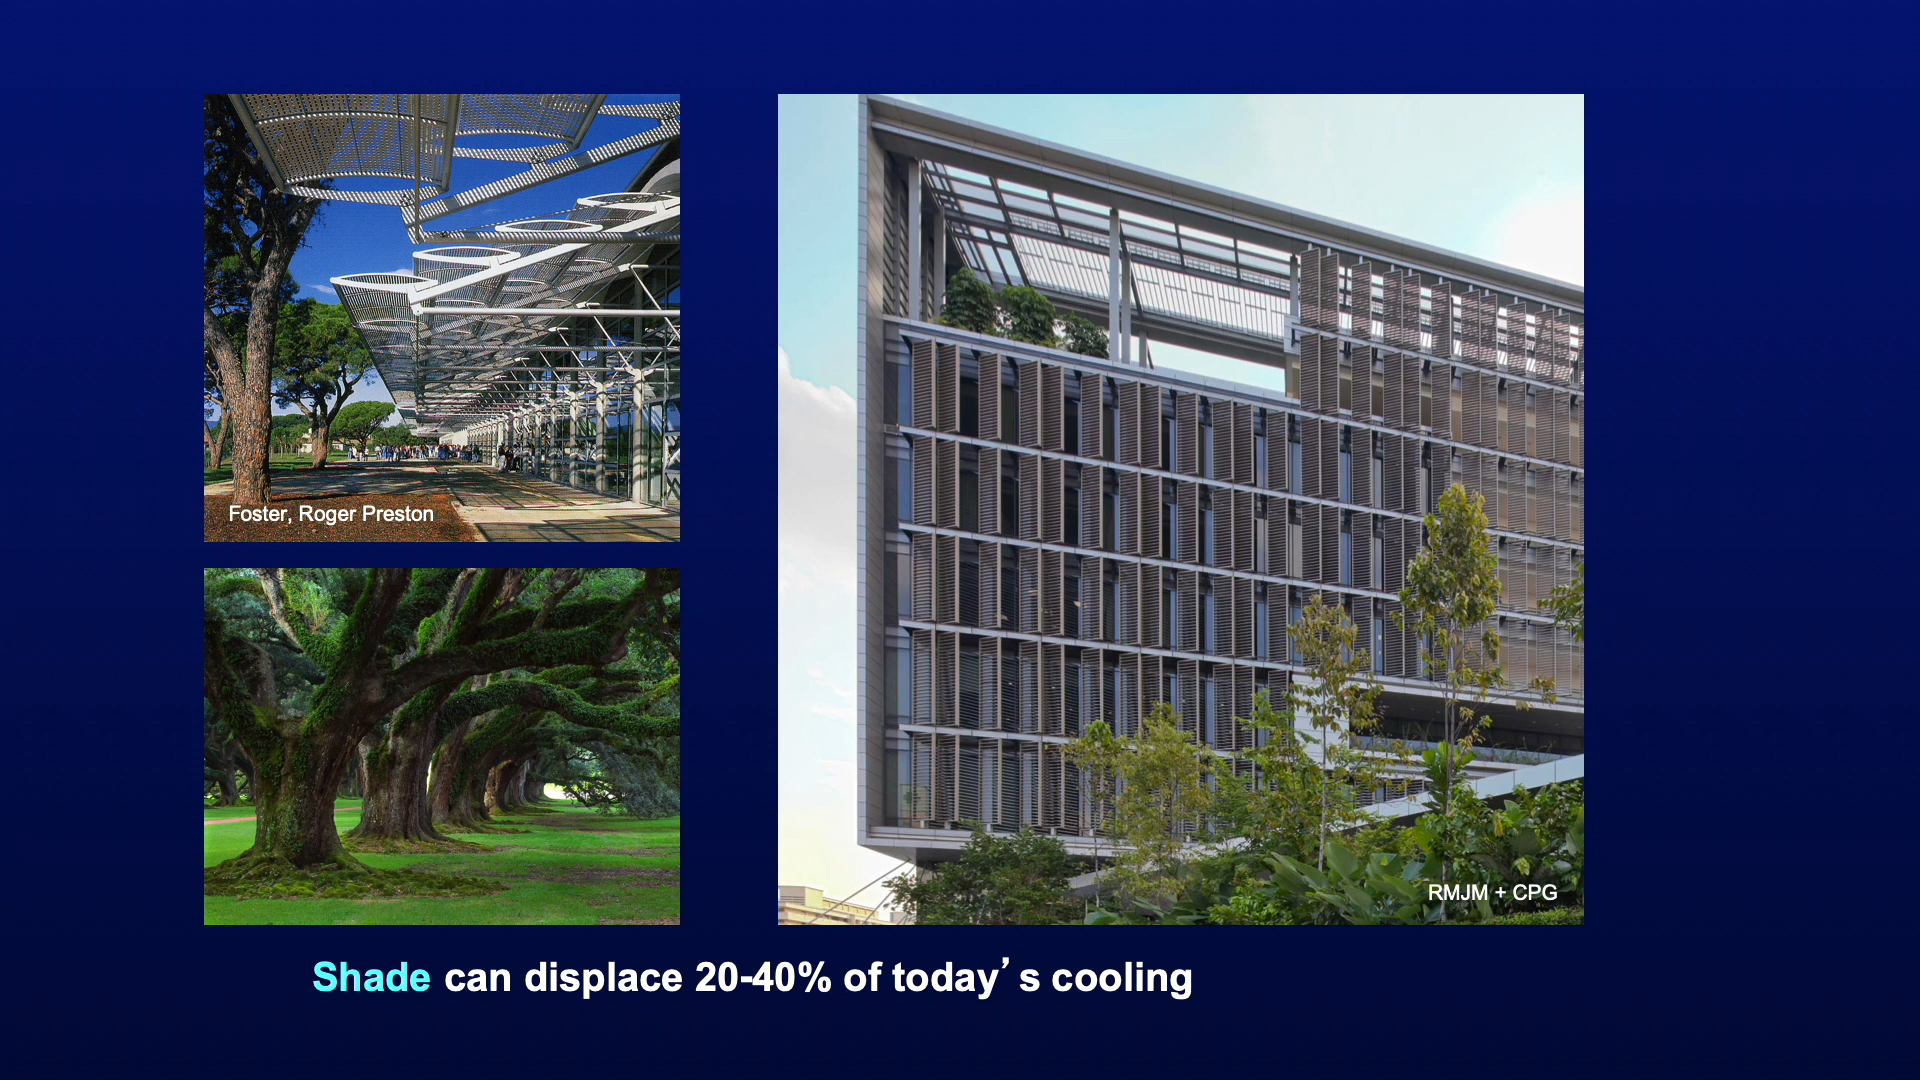 Foster, Roger Preston
RMJM + CPG
Shade can displace 20-40% of today’s cooling